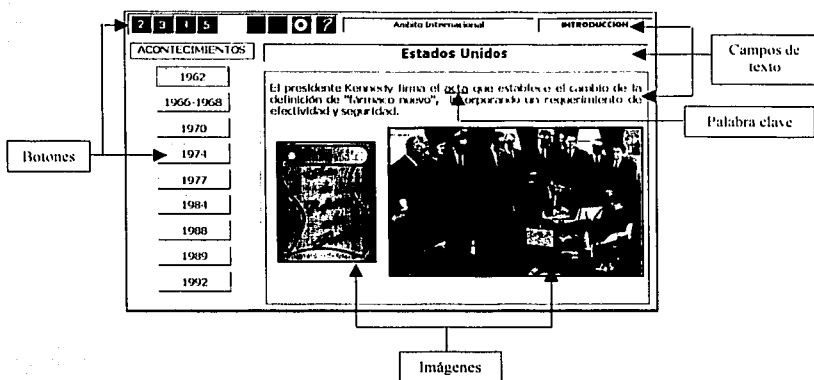 2 3 4 5 ?
Ambito Internacional
INTRODUCCION
ACONTECIMIENTOS
Estados Unidos
Campos de
texto
1962
El presidente Kennedy firma el acta que establece el cambio de la
definición de "fármaco nuevo", incorporando un requerimiento de
efectividad y seguridad.
1966-1968
Palabra clave
1970
Botones
1974
1977
1984
1988
1989
1992
Imágenes